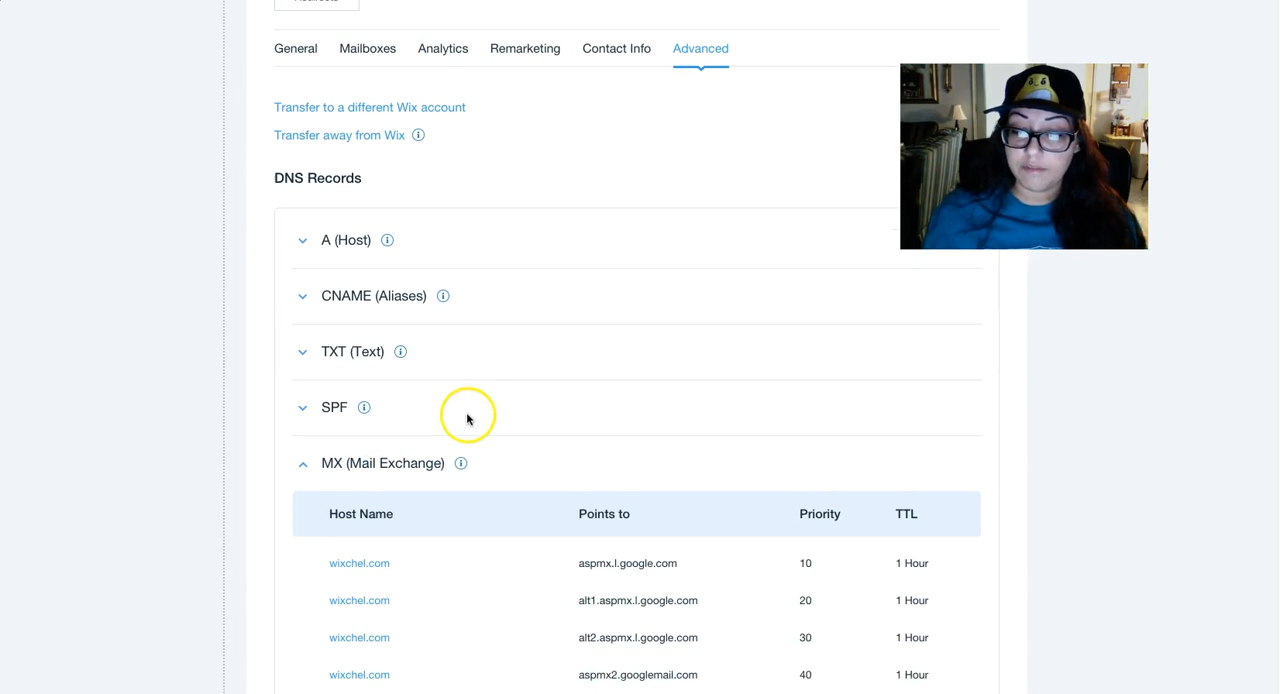 General Mailboxes Analytics Remarketing Contact Info Advanced
Transfer to a different Wix account
Transfer away from Wix
DNS Records
A (Host)
CNAME (Aliases)
TXT (Text)
SPF
MX (Mail Exchange)
Host Name Points to Priority TTL
wixchel.com aspmx.l.google.com 10 1 Hour
wixchel.com alt1.aspmx.l.google.com 20 1 Hour
wixchel.com alt2.aspmx.l.google.com 30 1 Hour
wixchel.com aspmx2.googlemail.com 40 1 Hour